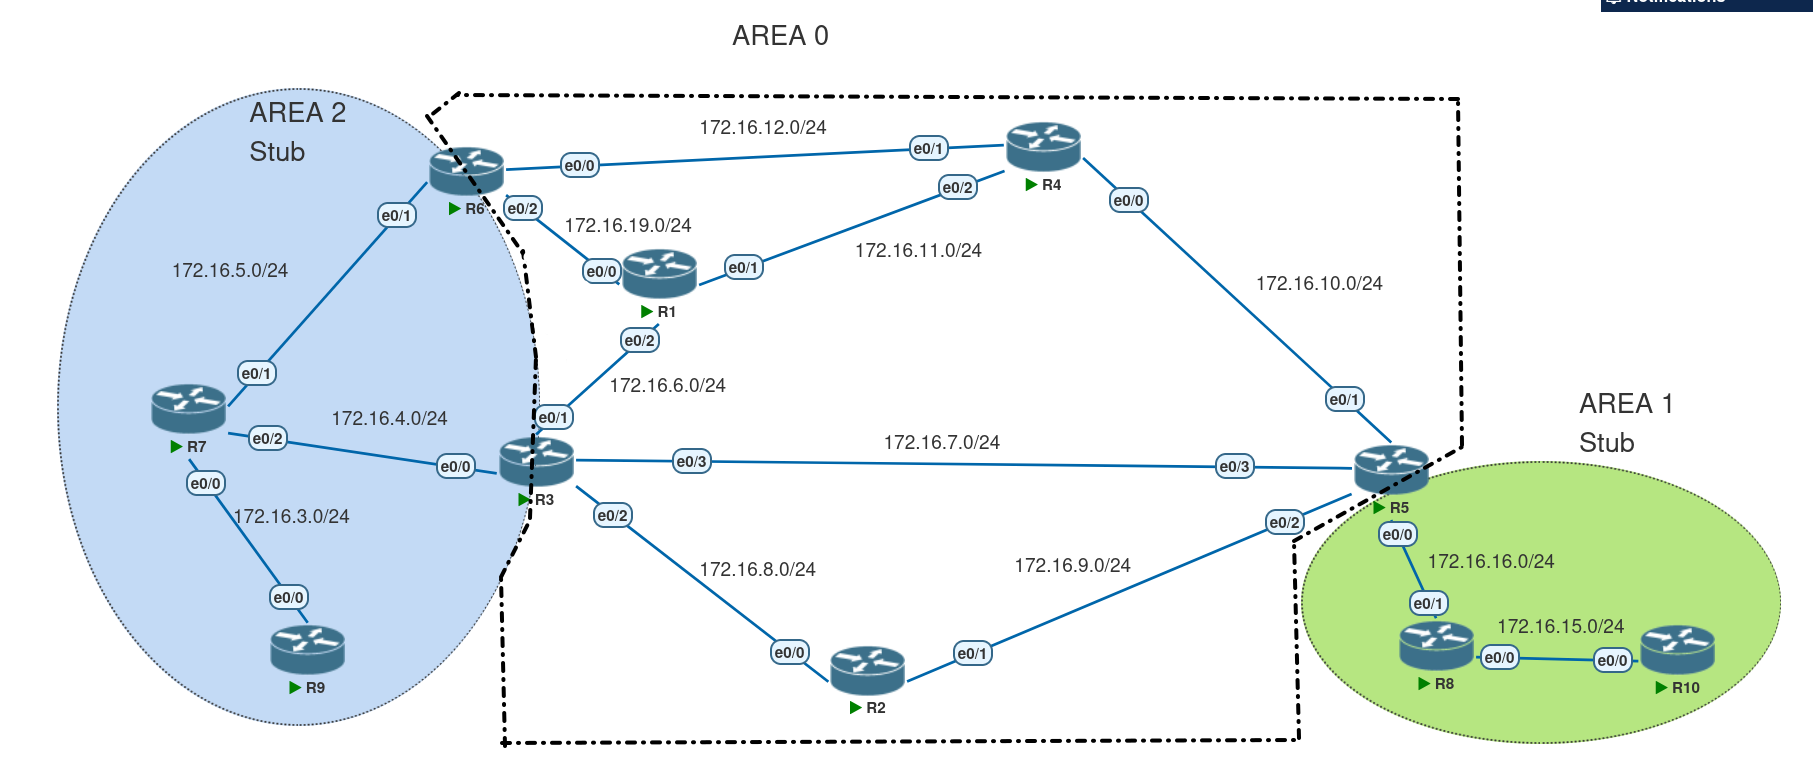 Notifications
AREA 0
AREA 2
Stub
172.16.12.0/24
e0/0
e0/1
R4
R6
e0/2
e0/0
e0/1
e0/2
172.16.19.0/24
172.16.11.0/24
e0/0
e0/1
R1
172.16.5.0/24
172.16.10.0/24
e0/2
172.16.6.0/24
e0/1
e0/1
AREA 1
Stub
R7
172.16.4.0/24
e0/2
e0/0
e0/1
172.16.7.0/24
e0/3
e0/3
R3
R5
e0/0
172.16.3.0/24
e0/2
e0/2
e0/0
172.16.8.0/24
172.16.9.0/24
172.16.16.0/24
e0/0
e0/1
172.16.15.0/24
R9
e0/0
e0/1
R2
e0/0
e0/0
R8
R10